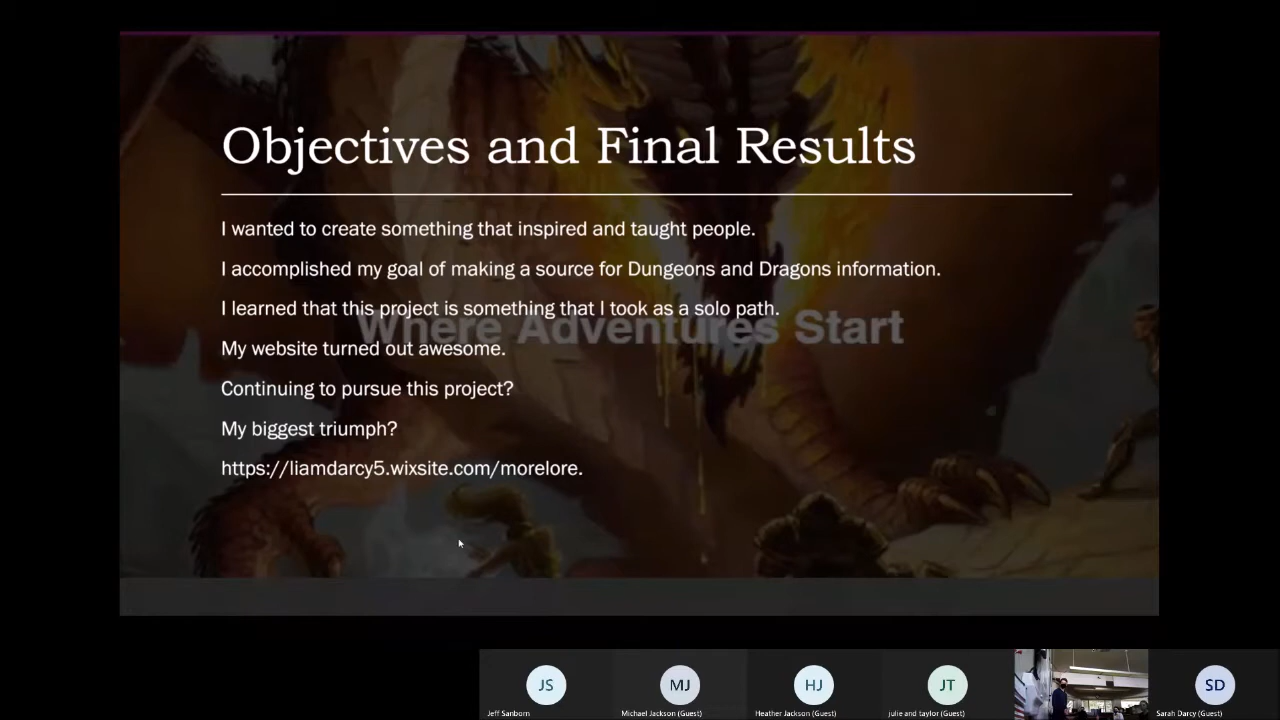 Objectives and Final Results
I wanted to create something that inspired and taught people.
I accomplished my goal of making a source for Dungeons and Dragons information.
I learned that this project is something that I took as a solo path.
Where Adventures Start
My website turned out awesome.
Continuing to pursue this project?
My biggest triumph?
https://liamdarcy5.wixsite.com/morelore.
JS
MJ
HJ
JT
SD
Jeff Sanborn
Michael Jackson (Guest)
Heather Jackson (Guest)
julie and taylor (Guest)
Sarah Darcy (Guest)